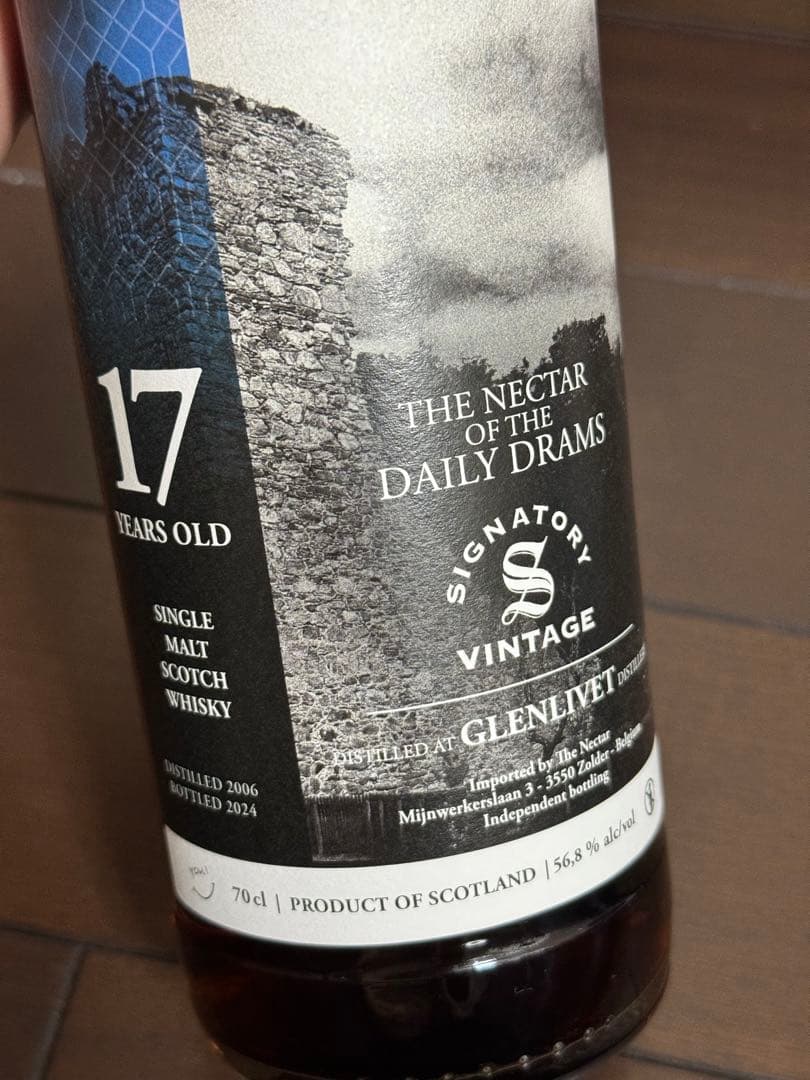 17
YEARS OLD
SINGLE
MALT
SCOTCH
WHISKY
DISTILLED 2006
BOTTLED 2024
THE NECTAR
OF THE
DAILY DRAMS
SIGNATORY
S
VINTAGE
DISTILLED AT GLENLIVET
Imported by The Nectar
Mijnwerkerslaan 3 - 3550 Zolder - Belgium
Independent bottling
70 cl | PRODUCT OF SCOTLAND | 56,8 % alc/vol